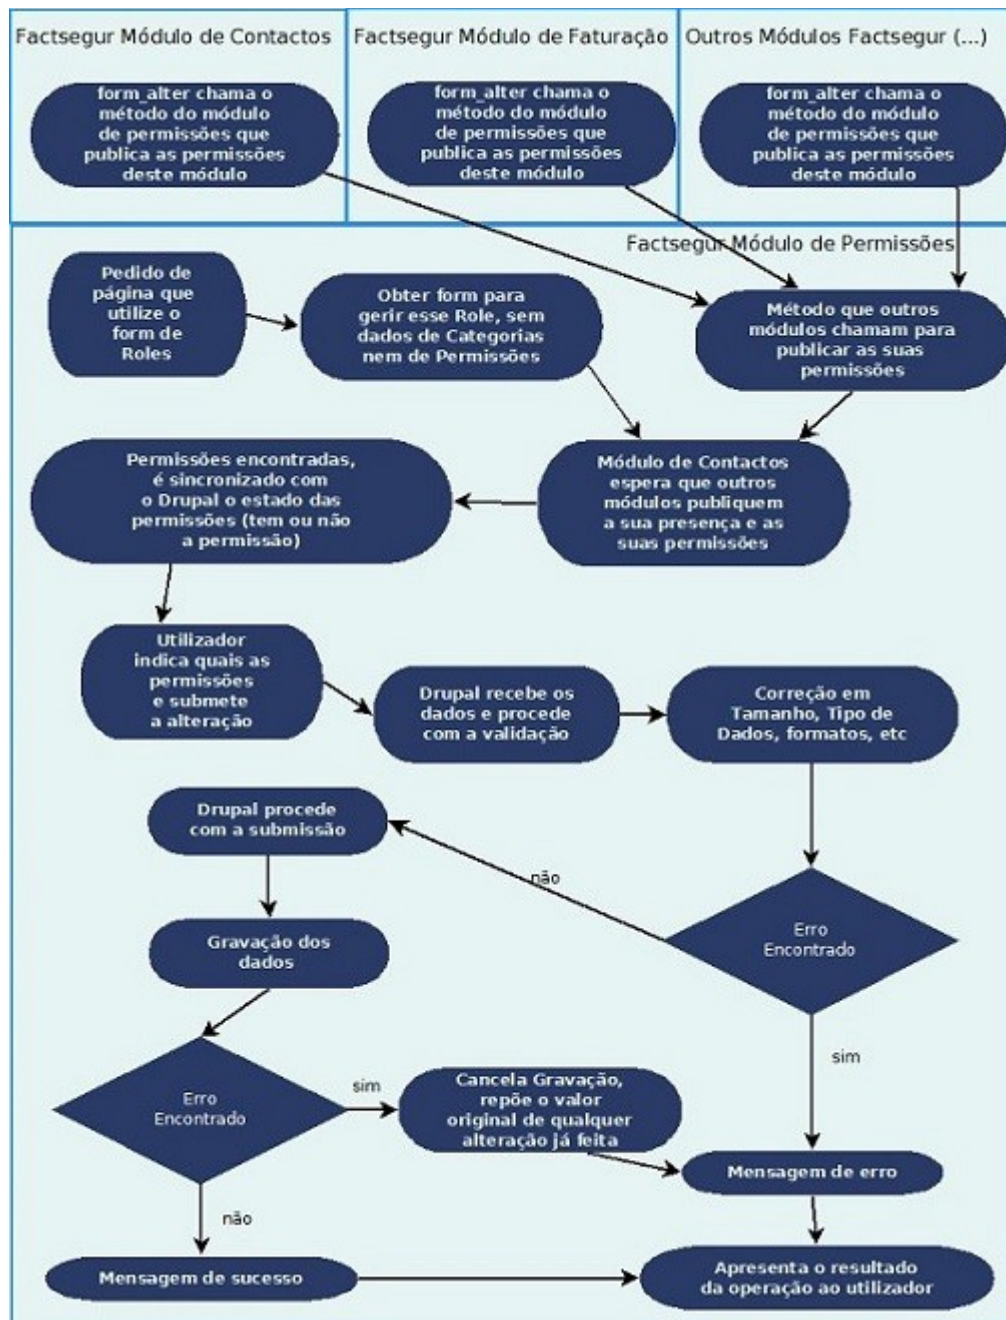 Factsegur Módulo de Contactos
Factsegur Módulo de Faturação
Outros Módulos Factsegur (...)
form_alter chama o
método do módulo
de permissões que
publica as permissões
deste módulo
form_alter chama o
método do módulo
de permissões que
publica as permissões
deste módulo
form_alter chama o
método do módulo
de permissões que
publica as permissões
deste módulo
Factsegur Módulo de Permissões
Pedido de
página que
utilize o
form de
Roles
Obter form para
gerir esse Role, sem
dados de Categorias
nem de Permissões
Método que outros
módulos chamam para
publicar as suas
permissões
Permissões encontradas,
é sincronizado com
o Drupal o estado das
permissões (tem ou não
a permissão)
Módulo de Contactos
espera que outros
módulos publiquem
a sua presença e as
suas permissões
Utilizador
indica quais as
permissões
e submete
a alteração
Drupal recebe os
dados e procede
com a validação
Correção em
Tamanho, Tipo de
Dados, formatos, etc
Drupal procede
com a submissão
não
Erro
Encontrado
Gravação dos
dados
sim
Erro
Encontrado
sim
Cancela Gravação,
repõe o valor
original de qualquer
alteração já feita
Mensagem de erro
não
Mensagem de sucesso
Apresenta o resultado
da operação ao utilizador